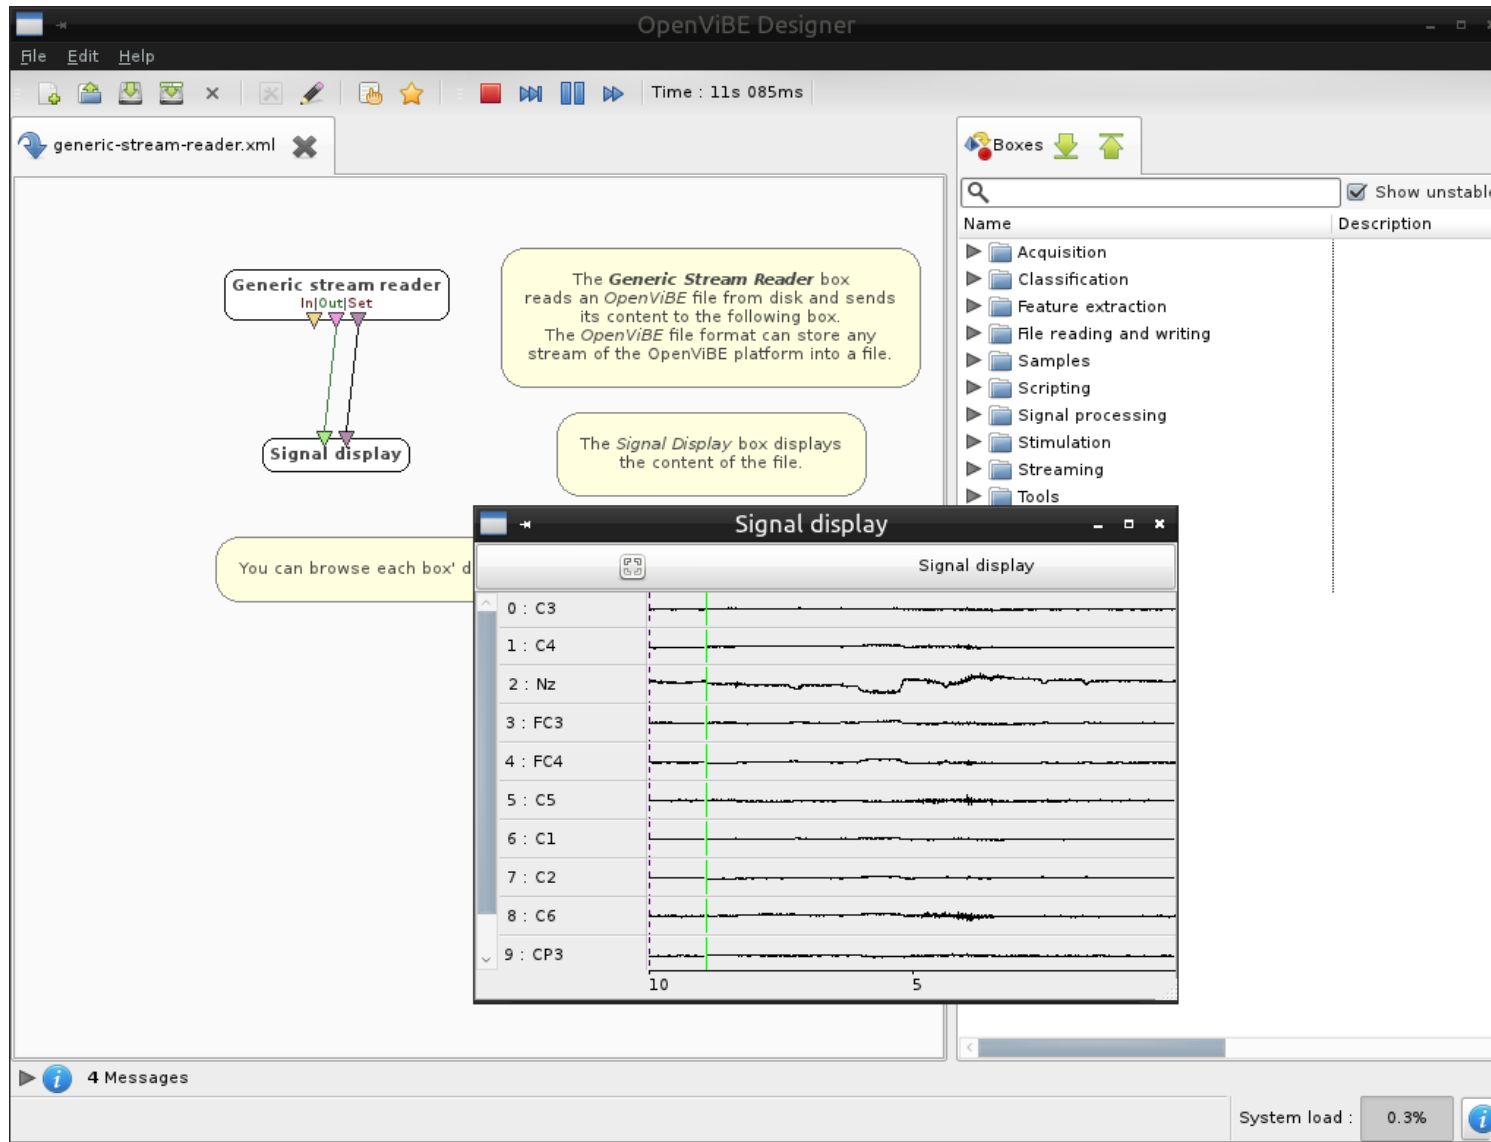 OpenViBE Designer
File Edit Help
Time : 11s 085ms
generic-stream-reader.xml
Boxes
Show unstable
Name Description
Acquisition
Classification
Feature extraction
File reading and writing
Samples
Scripting
Signal processing
Stimulation
Streaming
Tools
Generic stream reader
In|Out|Set
Signal display
The Generic Stream Reader box
reads an OpenViBE file from disk and sends
its content to the following box.
The OpenViBE file format can store any
stream of the OpenViBE platform into a file.
The Signal Display box displays
the content of the file.
You can browse each box' d
Signal display
Signal display
0 : C3
1 : C4
2 : Nz
3 : FC3
4 : FC4
5 : C5
6 : C1
7 : C2
8 : C6
9 : CP3
10 5
4 Messages
System load : 0.3%